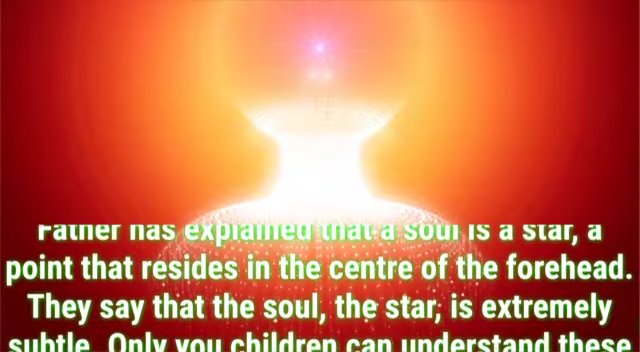 Father has explained that a soul is a star, a
point that resides in the centre of the forehead.
They say that the soul, the star, is extremely
subtle. Only you children can understand these